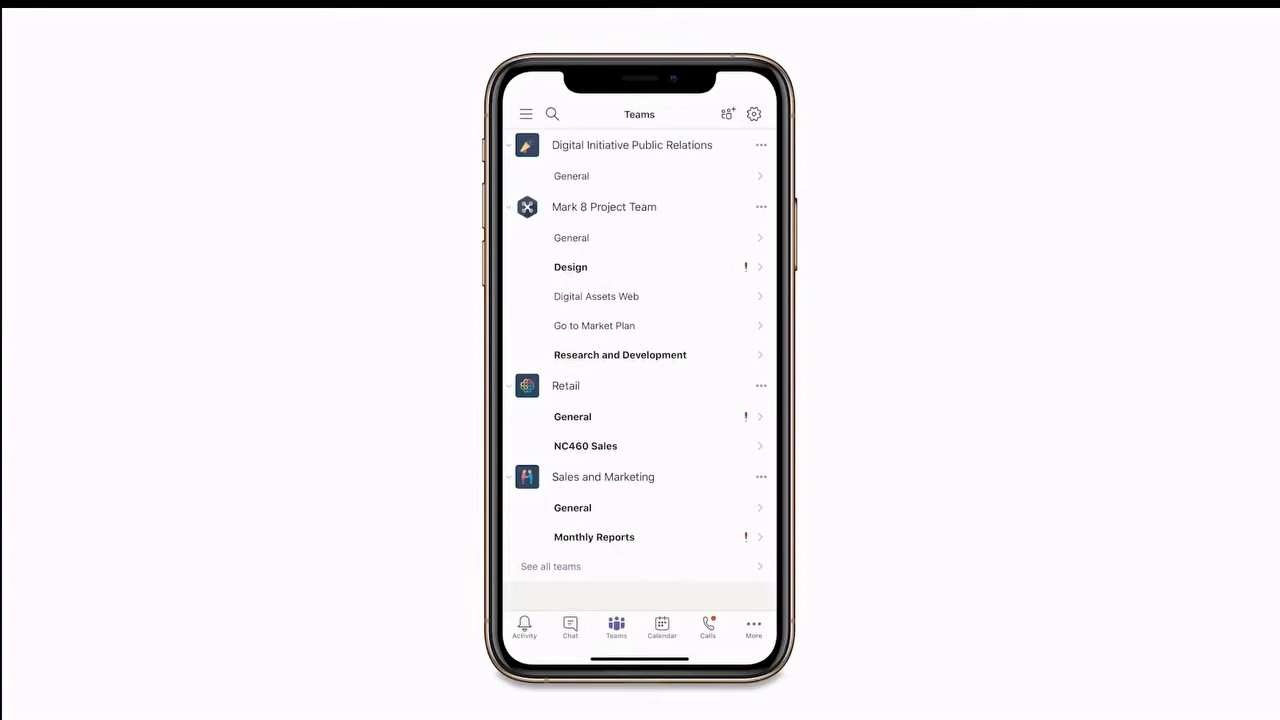 Teams
Digital Initiative Public Relations
General
Mark 8 Project Team
General
Design
Digital Assets Web
Go to Market Plan
Research and Development
Retail
General
NC460 Sales
Sales and Marketing
General
Monthly Reports
See all teams
Activity Chat Teams Calendar Calls More